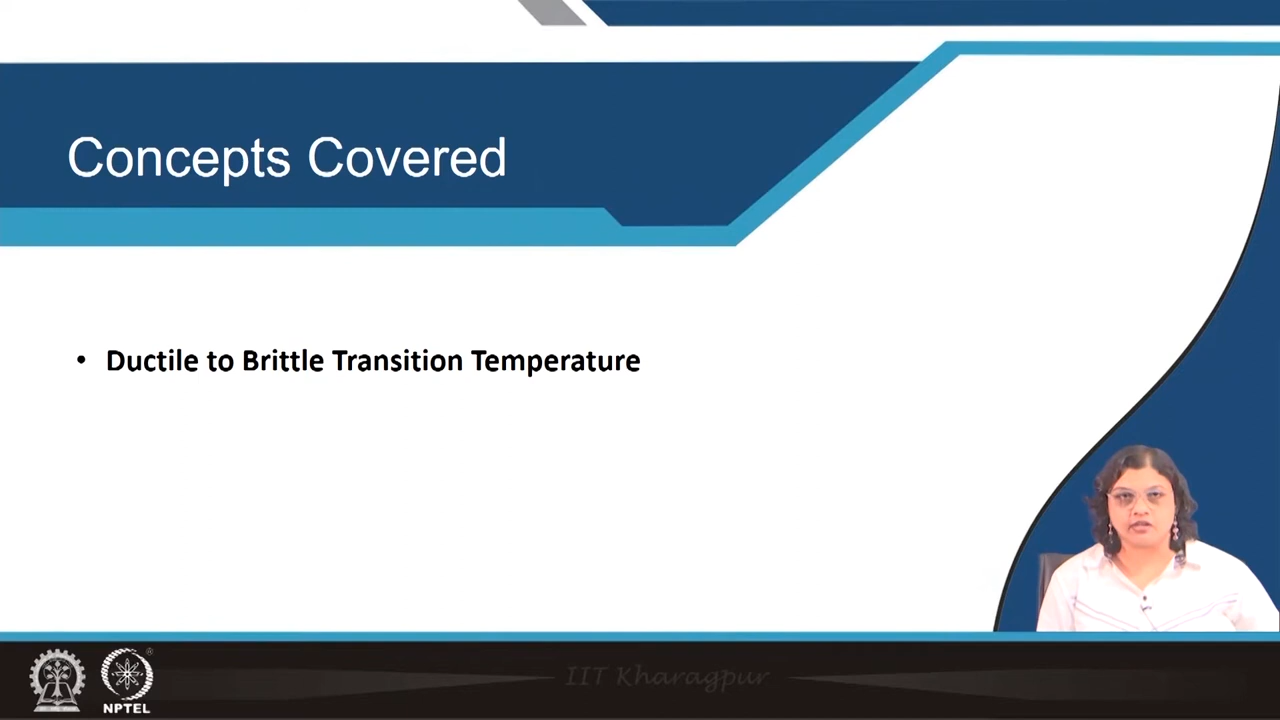 Concepts Covered
• Ductile to Brittle Transition Temperature
IIT Kharagpur
®
NPTEL